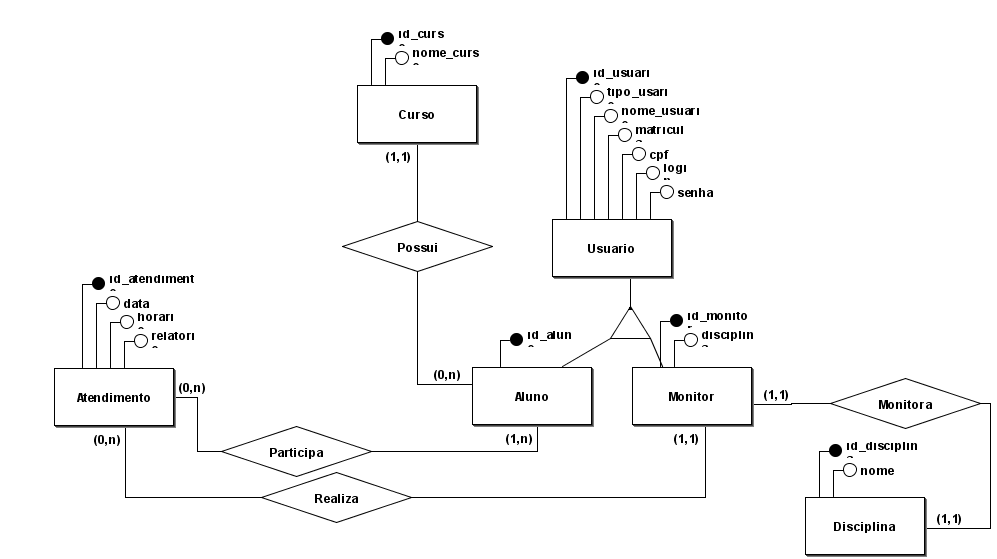 id_curs
nome_curs
Curso
(1,1)
Possui
(0,n)
id_usuari
tipo_usari
nome_usuari
matricul
cpf
logi
senha
Usuario
id_atendiment
data
horari
relatori
Atendimento
(0,n)
(0,n)
id_alun
Aluno
(1,n)
id_monito
disciplin
Monitor
(1,1)
(1,1)
Monitora
Participa
Realiza
id_disciplin
nome
Disciplina
(1,1)